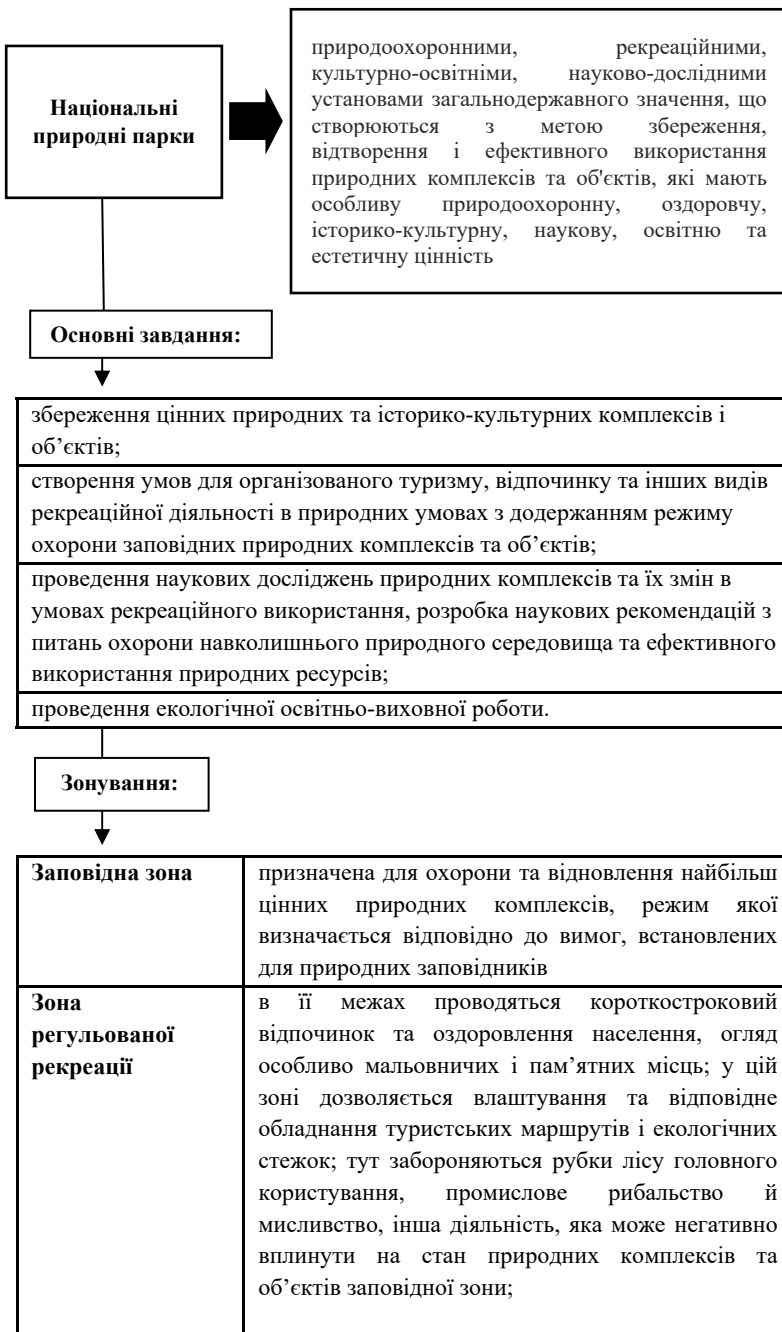 Національні
природні парки
природоохоронними, рекреаційними,
культурно-освітніми, науково-дослідними
установами загальнодержавного значення, що
створюються з метою збереження,
відтворення і ефективного використання
природних комплексів та об'єктів, які мають
особливу природоохоронну, оздоровчу,
історико-культурну, наукову, освітню та
естетичну цінність
Основні завдання:
збереження цінних природних та історико-культурних комплексів і
об’єктів;
створення умов для організованого туризму, відпочинку та інших видів
рекреаційної діяльності в природних умовах з додержанням режиму
охорони заповідних природних комплексів та об’єктів;
проведення наукових досліджень природних комплексів та їх змін в
умовах рекреаційного використання, розробка наукових рекомендацій з
питань охорони навколишнього природного середовища та ефективного
використання природних ресурсів;
проведення екологічної освітньо-виховної роботи.
Зонування:
Заповідна зона
призначена для охорони та відновлення найбільш
цінних природних комплексів, режим якої
визначається відповідно до вимог, встановлених
для природних заповідників
Зона
регульованої
рекреації
в її межах проводяться короткостроковий
відпочинок та оздоровлення населення, огляд
особливо мальовничих і пам’ятних місць; у цій
зоні дозволяється влаштування та відповідне
обладнання туристських маршрутів і екологічних
стежок; тут забороняються рубки лісу головного
користування, промислове рибальство й
мисливство, інша діяльність, яка може негативно
вплинути на стан природних комплексів та
об’єктів заповідної зони;